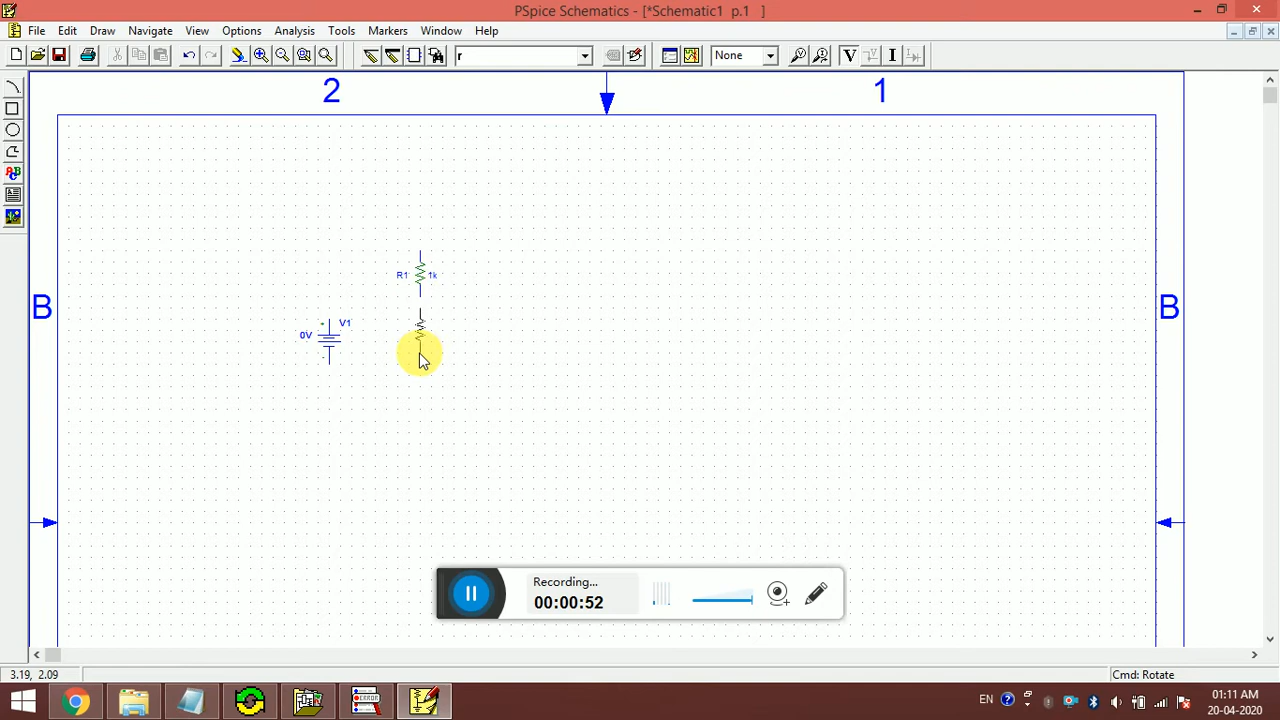 PSpice Schematics - [*Schematic1  p.1   ]
File Edit Draw Navigate View Options Analysis Tools Markers Window Help
r
None
V
I
ABC
2
1
B
B
R1
1k
0V
+
V1
-
Recording...
00:00:52
3.19, 2.09
Cmd: Rotate
ERROR
EN
01:11 AM
20-04-2020